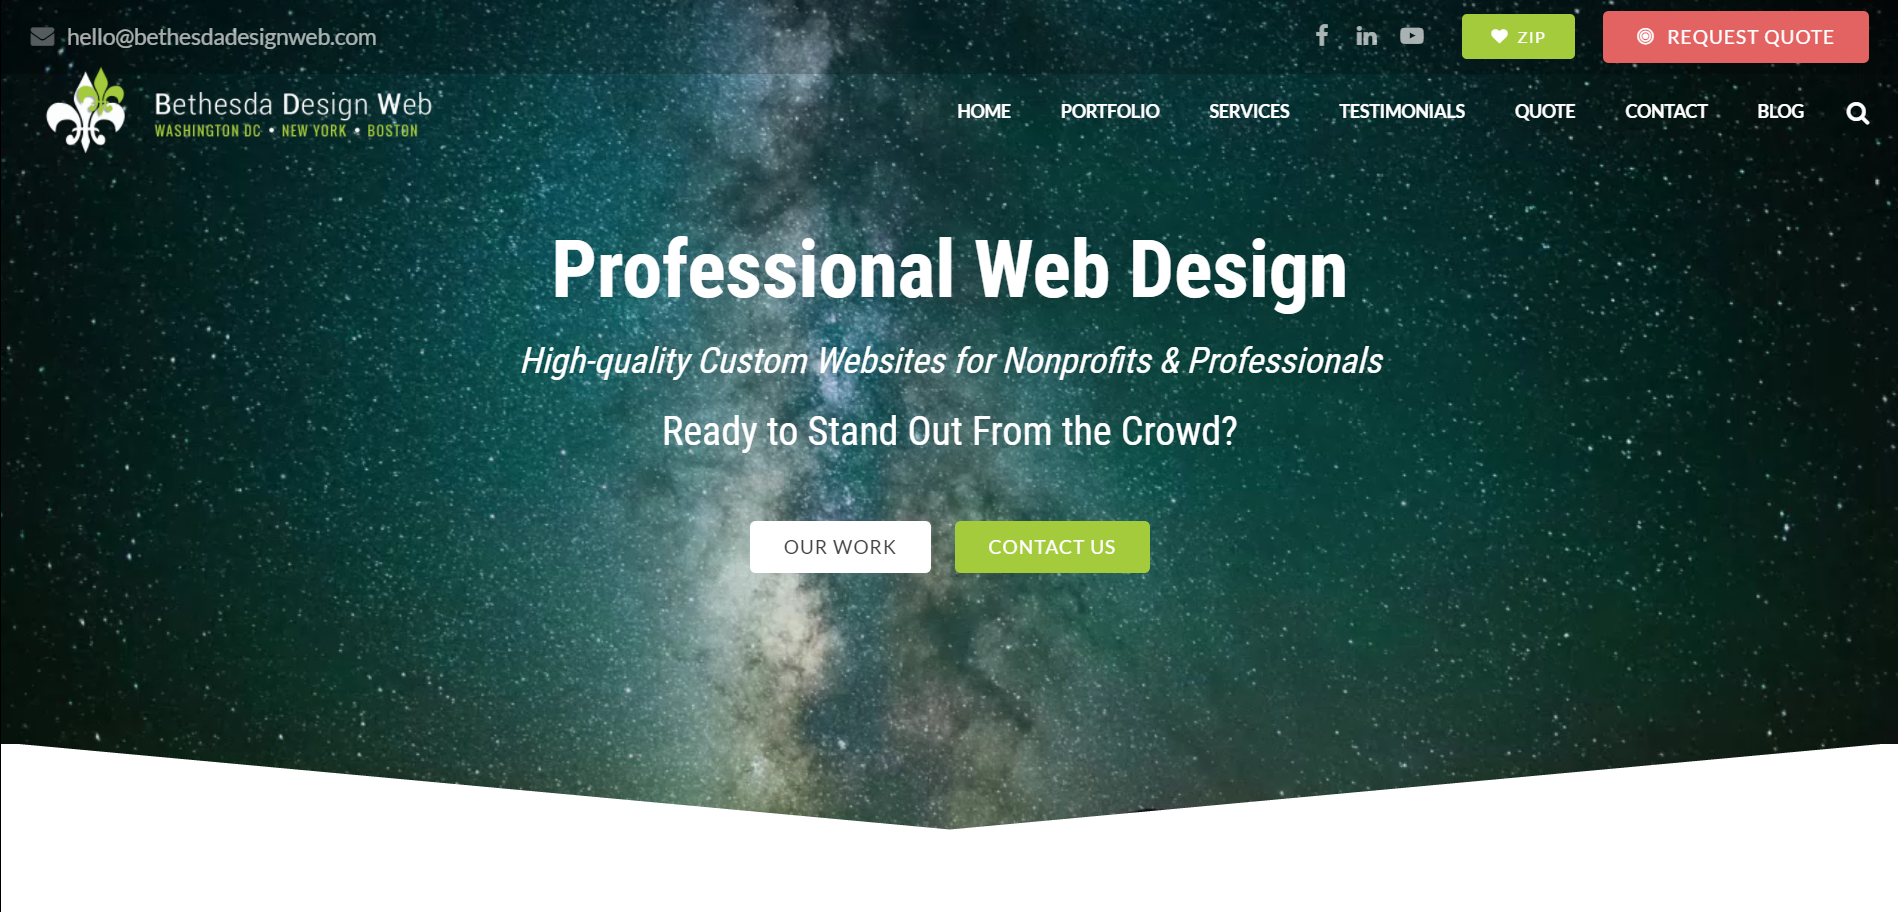 hello@bethesdadesignweb.com
ZIP
REQUEST QUOTE
Bethesda Design Web
WASHINGTON DC • NEW YORK • BOSTON
HOME PORTFOLIO SERVICES TESTIMONIALS QUOTE CONTACT BLOG
Professional Web Design
High-quality Custom Websites for Nonprofits & Professionals
Ready to Stand Out From the Crowd?
OUR WORK
CONTACT US